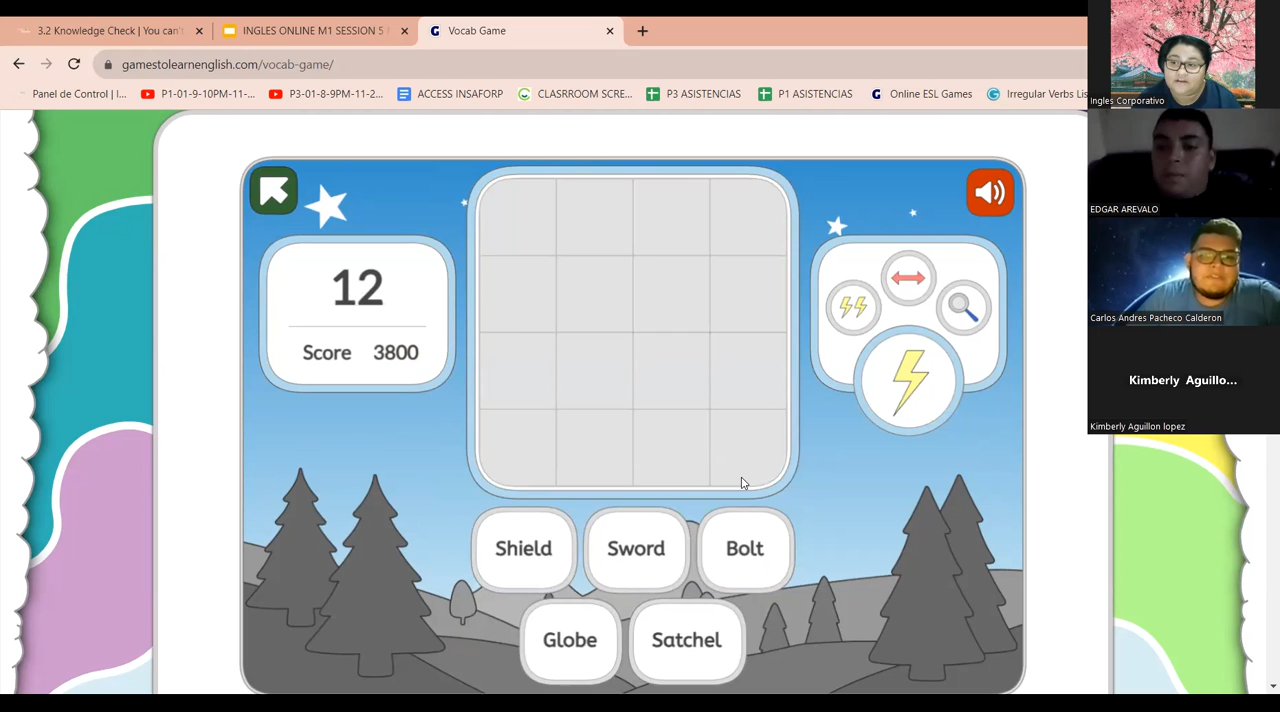 3.2 Knowledge Check | You can't
INGLES ONLINE M1 SESSION 5 |
Vocab Game
gamestolearnenglish.com/vocab-game/
Panel de Control | I...
P1-01-9-10PM-11-...
P3-01-8-9PM-11-2...
ACCESS INSAFORP
CLASSROOM SCRE...
P3 ASISTENCIAS
P1 ASISTENCIAS
Online ESL Games
Irregular Verbs Lis
12
Score 3800
Shield
Sword
Bolt
Globe
Satchel
Ingles Corporativo
EDGAR AREVALO
Carlos Andres Pacheco Calderon
Kimberly Aguillo...
Kimberly Aguillon lopez